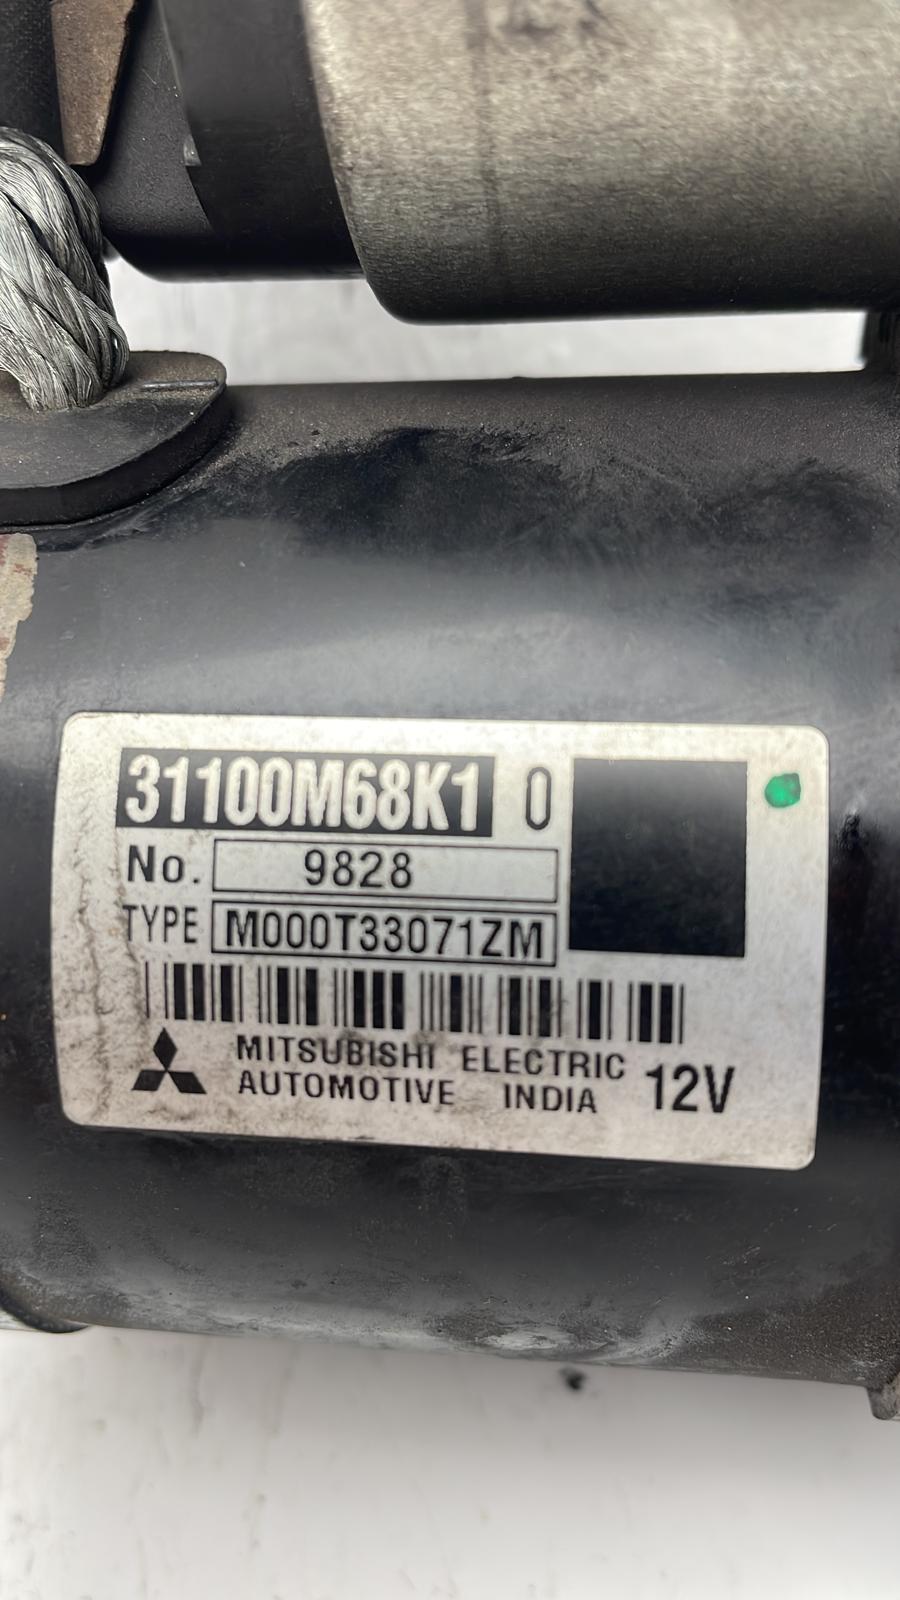 31100M68K1 0
No. 9828
TYPE M000T33071ZM
MITSUBISHI ELECTRIC
AUTOMOTIVE INDIA 12V